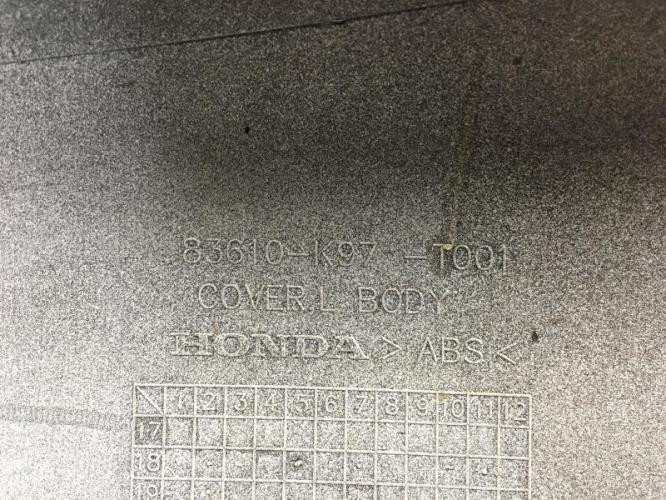 83610-K97 -T001
COVER.L BODY
HONDA >ABS<
1 2 3 4 5 6 7 8 9 10 11 12
17
18
19